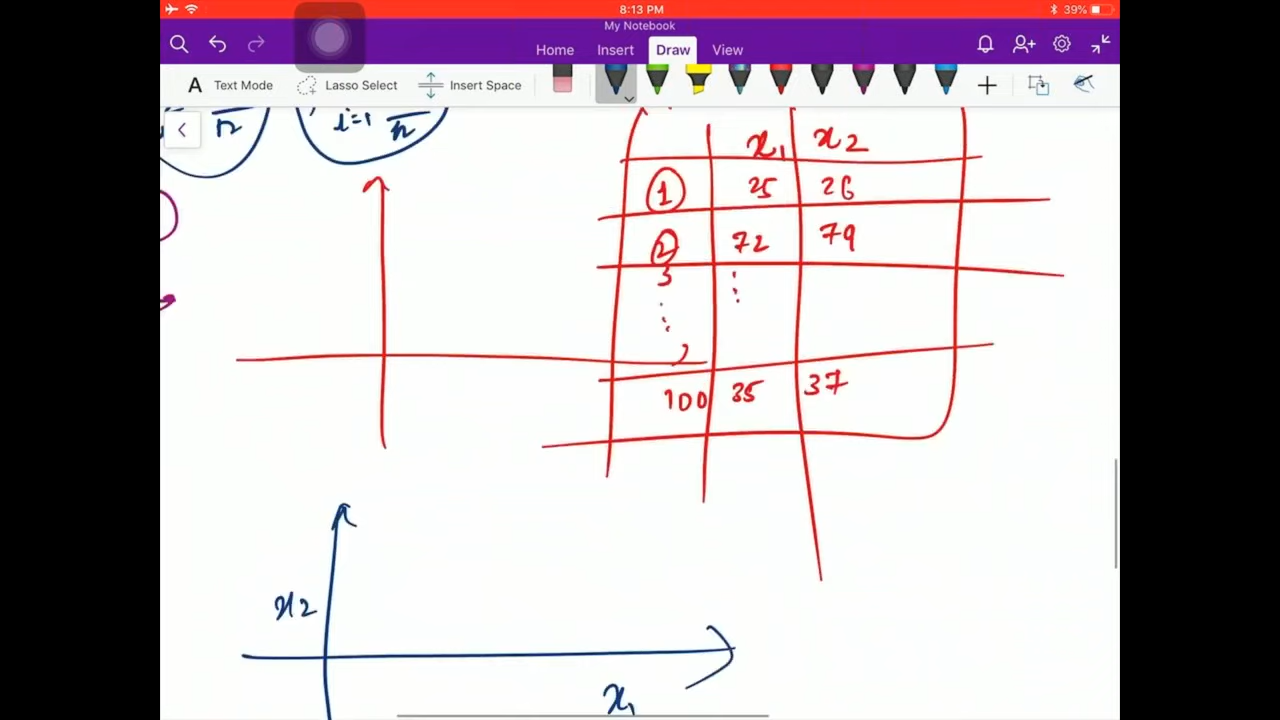 8:13 PM
39%
My Notebook
Home Insert Draw View
A Text Mode Lasso Select Insert Space
n i=1 n
x1 x2
1 25 26
2 72 79
3
100 35 37
x2
x1